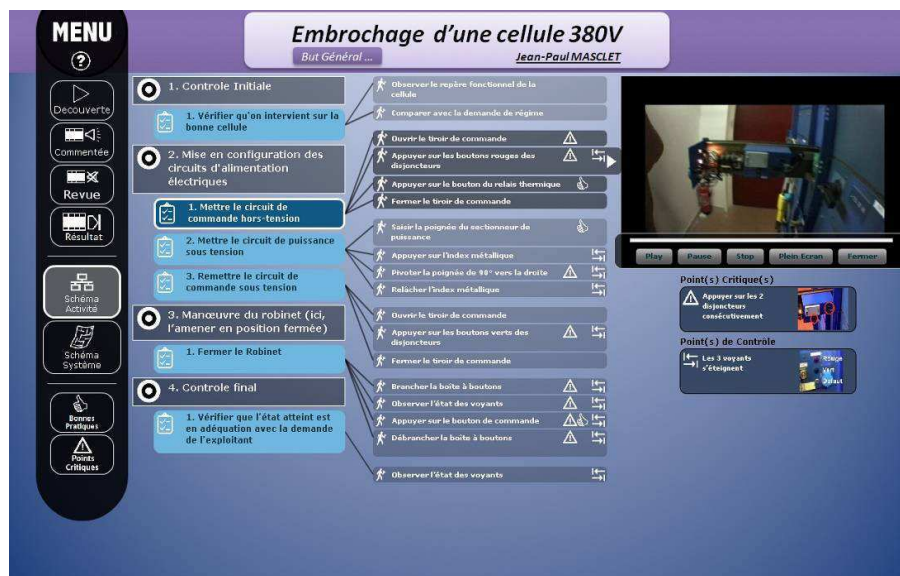 MENU
?
Decouverte
Commentée
Revue
Résultat
Schéma
Activité
Schéma
Système
Bonnes
Pratiques
Points
Critiques
Embrochage d'une cellule 380V
But Général ...
Jean-Paul MASCLET
1. Controle Initiale
1. Vérifier qu'on intervient sur la
bonne cellule
2. Mise en configuration des
circuits d'alimentation
électriques
1. Mettre le circuit de
commande hors-tension
2. Mettre le circuit de puissance
sous tension
3. Remettre le circuit de
commande sous tension
3. Manœuvre du robinet (ici,
l'amener en position fermée)
1. Fermer le Robinet
4. Controle final
1. Vérifier que l'état atteint est
en adéquation avec la demande
de l'exploitant
Observer le repère fonctionnel de la
cellule
Comparer avec la demande de régime
Ouvrir le tiroir de commande
Appuyer sur les boutons rouges des
disjoncteurs
Appuyer sur le bouton du relais thermique
Fermer le tiroir de commande
Saisir la poignée du sectionneur de
puissance
Appuyer sur l'index métallique
Pivoter la poignée de 90° vers la droite
Relâcher l'index métallique
Ouvrir le tiroir de commande
Appuyer sur les boutons verts des
disjoncteurs
Fermer le tiroir de commande
Brancher la boîte à boutons
Observer l'état des voyants
Appuyer sur le bouton de commande
Débrancher la boîte à boutons
Observer l'état des voyants
Play
Pause
Stop
Plein Ecran
Fermer
Point(s) Critique(s)
Appuyer sur les 2
disjoncteurs
consécutivement
Point(s) de Contrôle
Les 3 voyants
s'éteignent
Rouge
Vert
Défaut